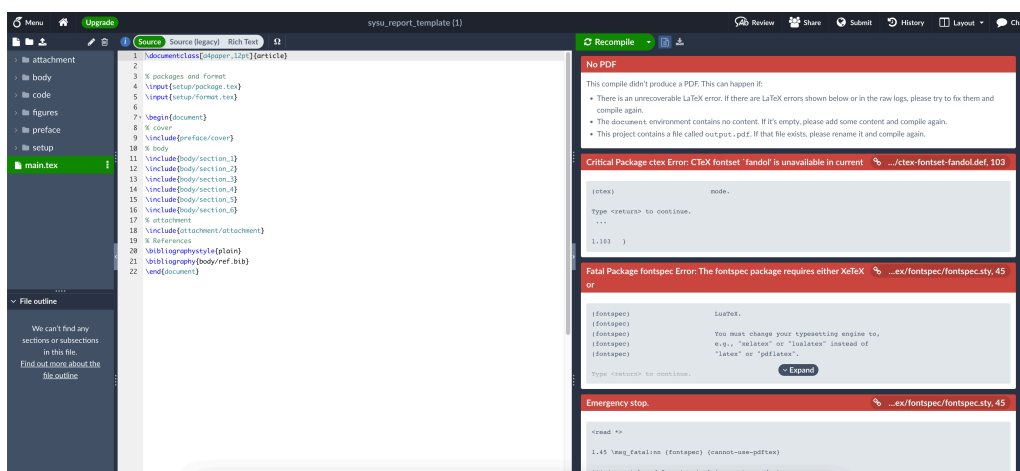 Menu
Upgrade
sysu_report_template (1)
Review
Share
Submit
History
Layout
Ch
Source
Source (legacy)
Rich Text
Ω
Recompile
attachment
body
code
figures
preface
setup
main.tex
File outline
We can't find any
sections or subsections
in this file.
Find out more about the
file outline
1 \documentclass[a4paper,12pt]{article}
2
3 % packages and format
4 \input{setup/package.tex}
5 \input{setup/format.tex}
6
7 \begin{document}
8 % cover
9 \include{preface/cover}
10 % body
11 \include{body/section_1}
12 \include{body/section_2}
13 \include{body/section_3}
14 \include{body/section_4}
15 \include{body/section_5}
16 \include{body/section_6}
17 % attachment
18 \include{attachment/attachment}
19 % References
20 \bibliographystyle{plain}
21 \bibliography{body/ref.bib}
22 \end{document}
No PDF
This compile didn't produce a PDF. This can happen if:
• There is an unrecoverable LaTeX error. If there are LaTeX errors shown below or in the raw logs, please try to fix them and
compile again.
• The document environment contains no content. If it's empty, please add some content and compile again.
• This project contains a file called output.pdf. If that file exists, please rename it and compile again.
Critical Package ctex Error: CTeX fontset `fandol' is unavailable in current
.../ctex-fontset-fandol.def, 103
(ctex) mode.
Type <return> to continue.
...
l.103 }
Fatal Package fontspec Error: The fontspec package requires either XeTeX
or
...ex/fontspec/fontspec.sty, 45
(fontspec) LuaTeX.
(fontspec)
(fontspec) You must change your typesetting engine to,
(fontspec) e.g., "xelatex" or "lualatex" instead of
(fontspec) "latex" or "pdflatex".
Expand
Type <return> to continue.
Emergency stop.
...ex/fontspec/fontspec.sty, 45
<read *>
l.45 \msg_fatal:nn {fontspec} {cannot-use-pdftex}